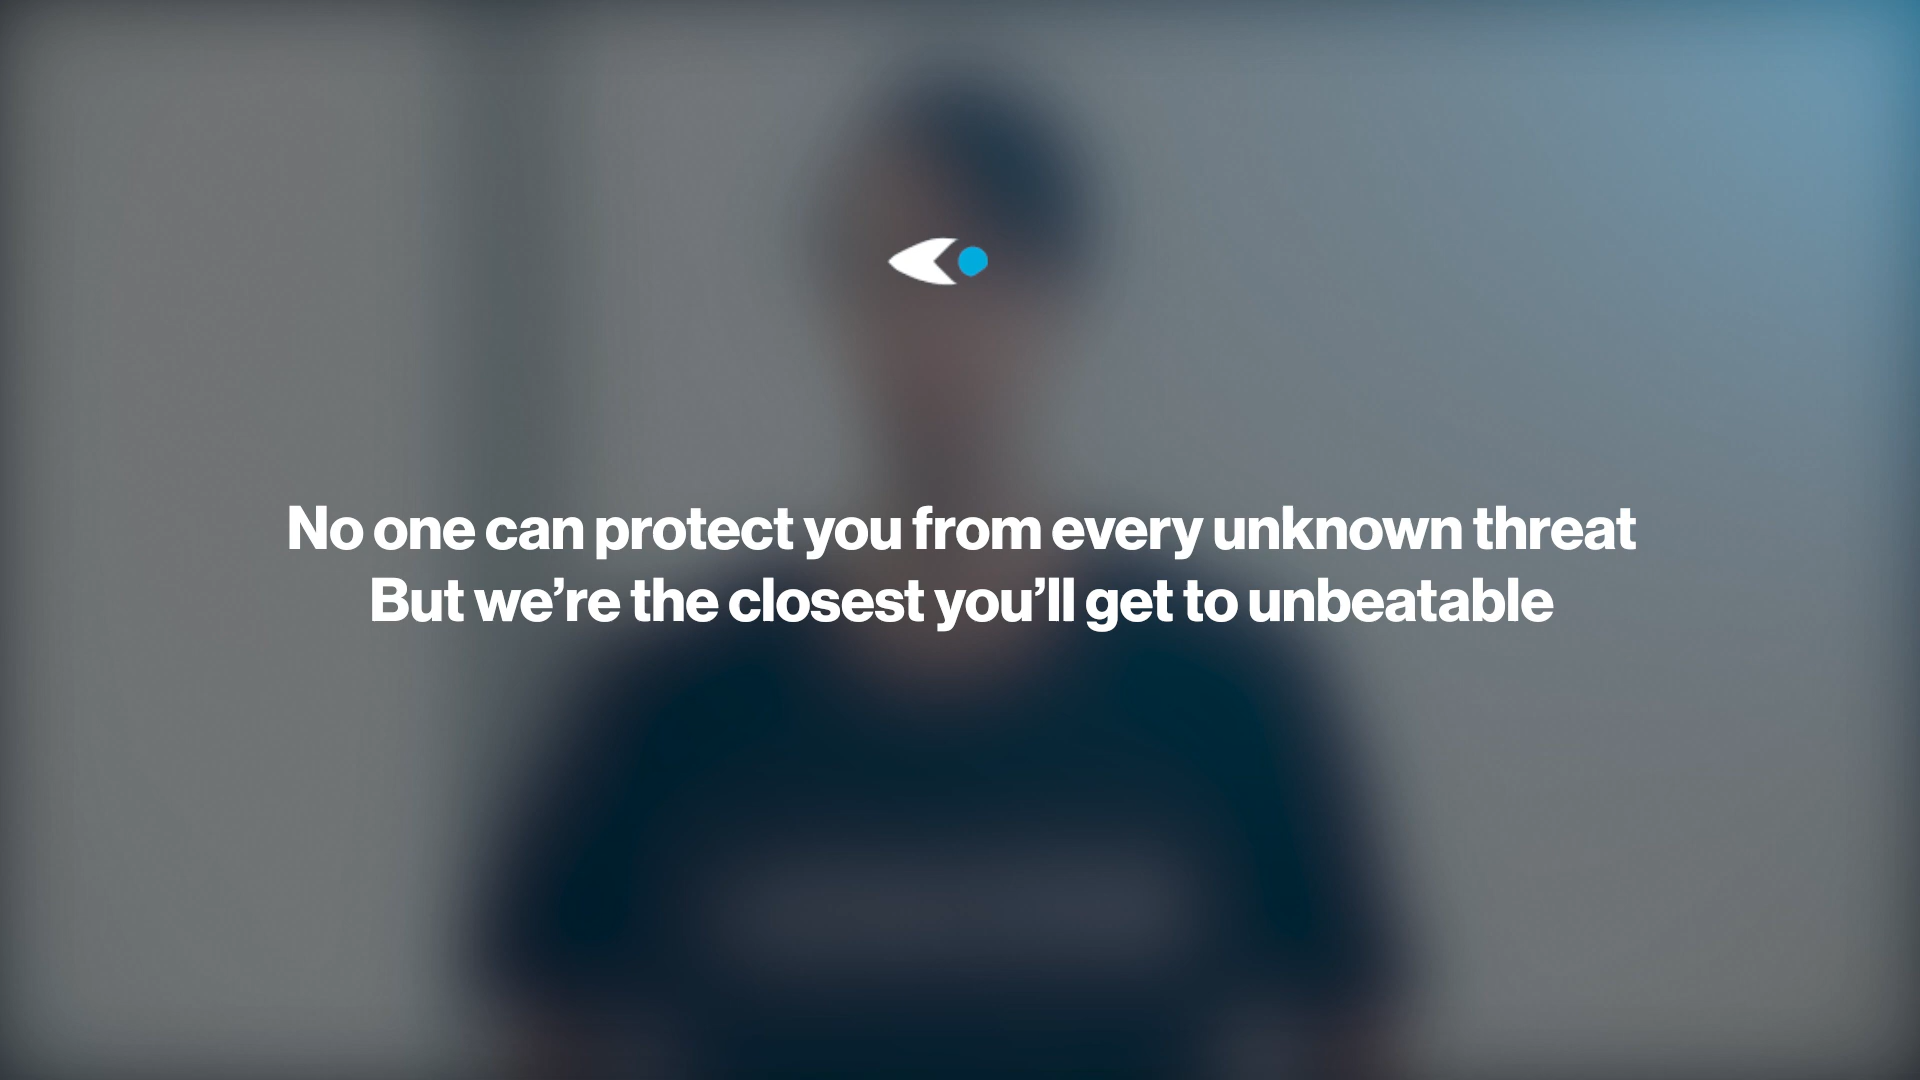 No one can protect you from every unknown threat
But we’re the closest you’ll get to unbeatable